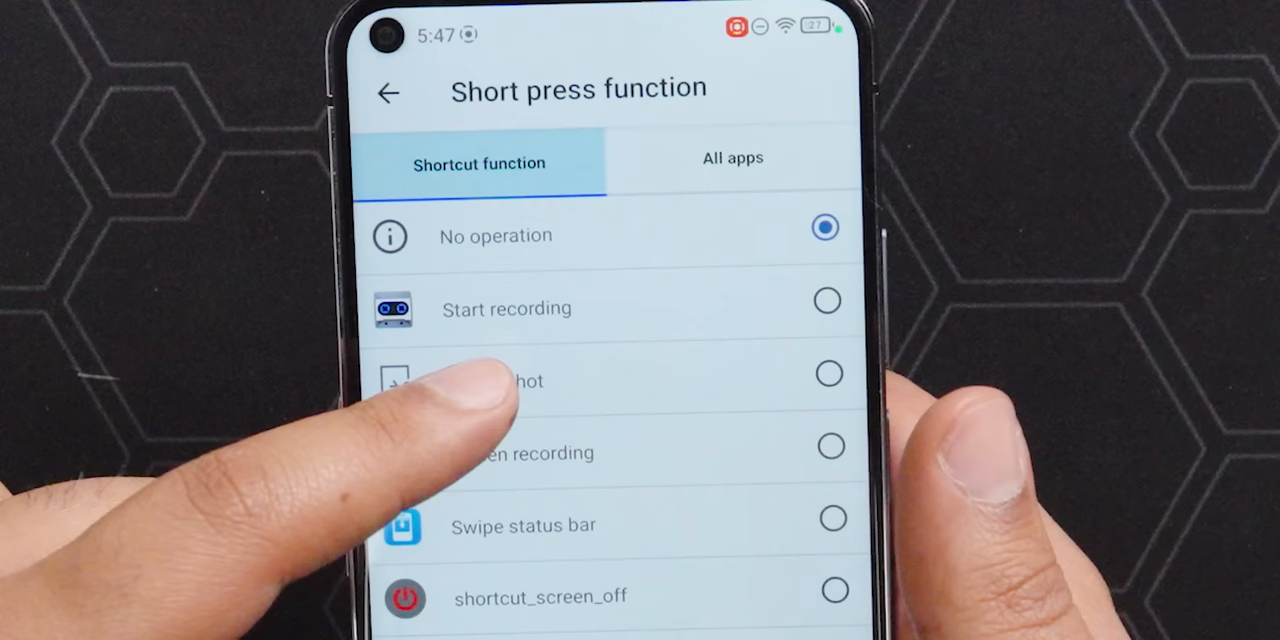 5:47
27
Short press function
Shortcut function
All apps
No operation
Start recording
hot
en recording
Swipe status bar
shortcut_screen_off